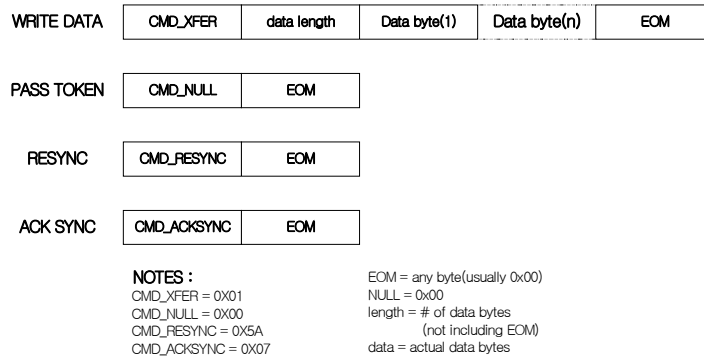 WRITE DATA CMD_XFER data length Data byte(1) Data byte(n) EOM
PASS TOKEN CMD_NULL EOM
RESYNC CMD_RESYNC EOM
ACK SYNC CMD_ACKSYNC EOM
NOTES :
CMD_XFER = 0X01
CMD_NULL = 0X00
CMD_RESYNC = 0X5A
CMD_ACKSYNC = 0X07
EOM = any byte(usually 0x00)
NULL = 0x00
length = # of data bytes
(not including EOM)
data = actual data bytes